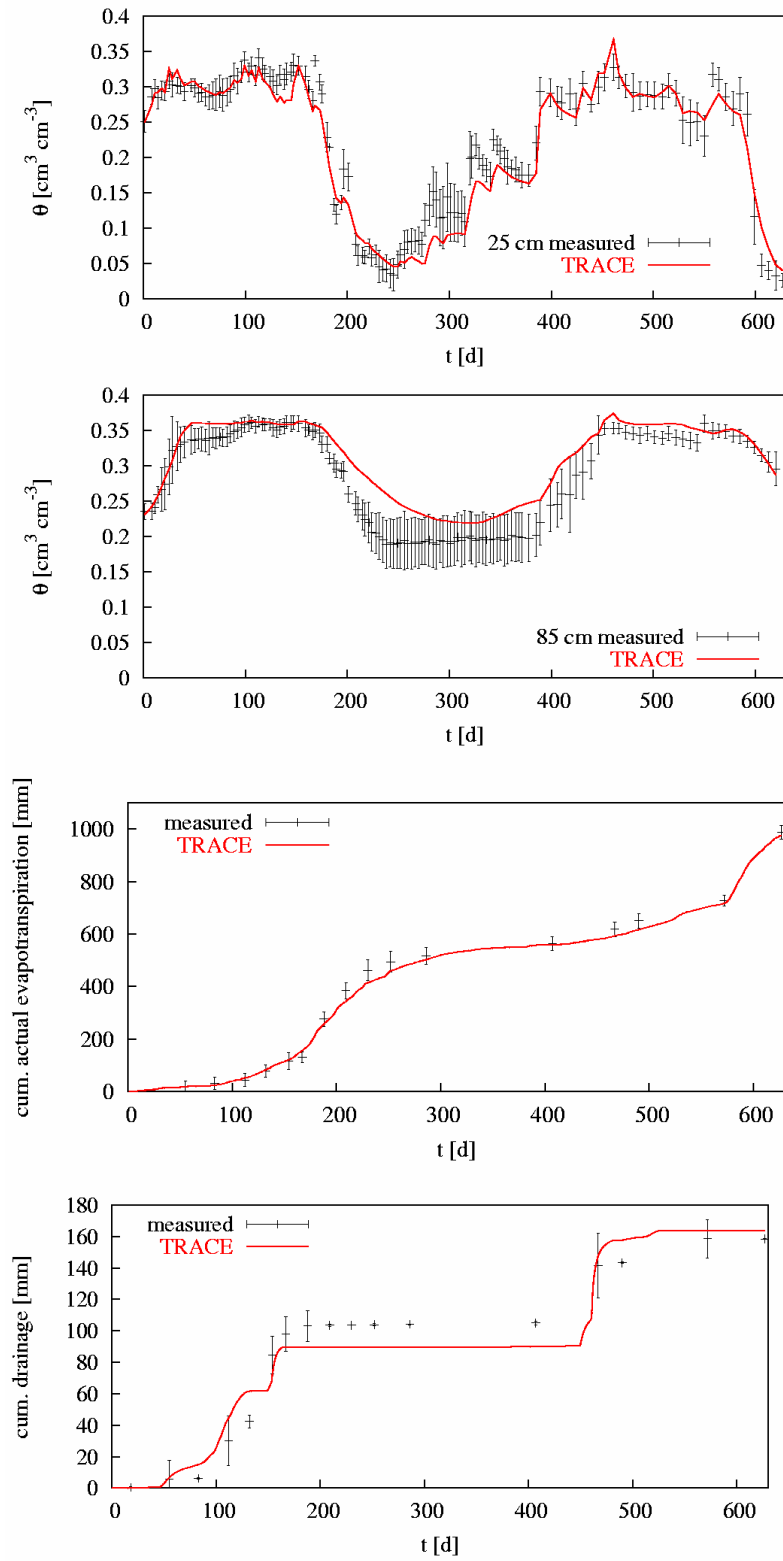 0.4
0.3
0.25
0.2
0.15
0.1
0.05
0
θ [cm³ cm⁻³]
25 cm measured
TRACE
0 100 200 300 400 500 600
t [d]
0.4
0.35
0.3
0.25
0.2
0.15
0.1
0.05
0
θ [cm³ cm⁻³]
85 cm measured
TRACE
0 100 200 300 400 500 600
t [d]
1000
800
600
400
200
0
cum. actual evapotranspiration [mm]
measured
TRACE
0 100 200 300 400 500 600
t [d]
180
160
140
120
100
80
60
40
20
0
cum. drainage [mm]
measured
TRACE
0 100 200 300 400 500 600
t [d]